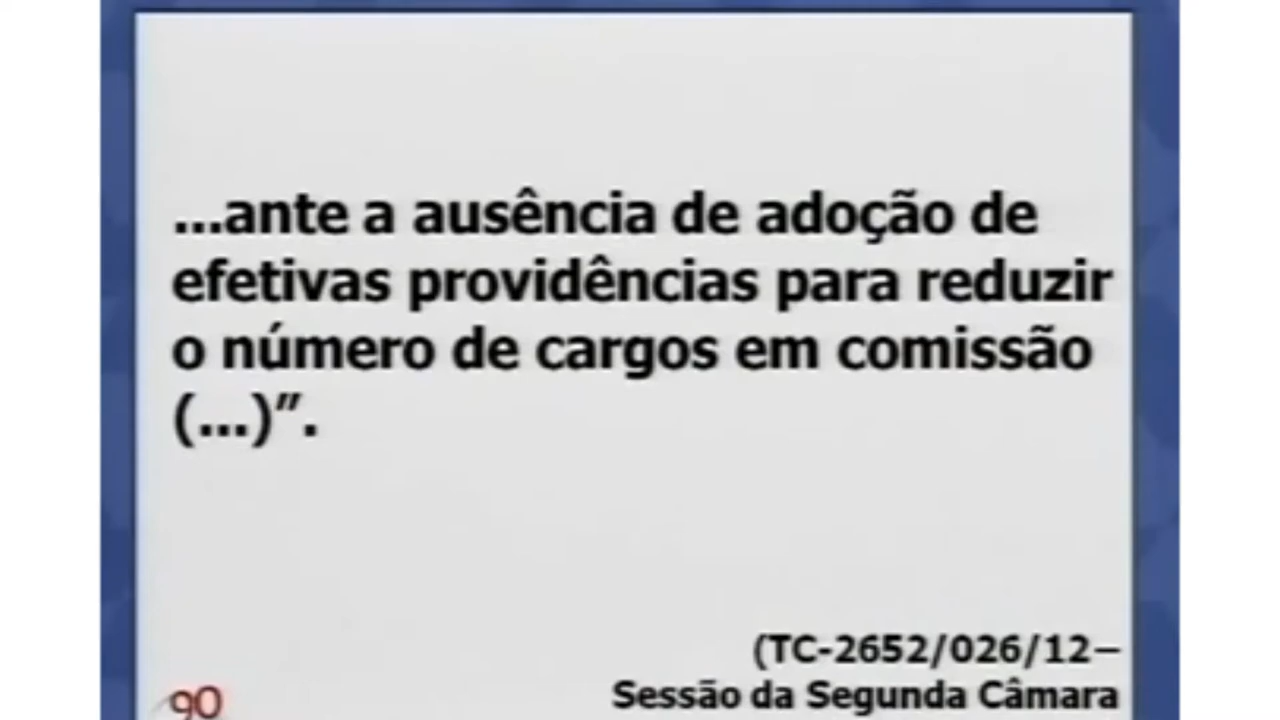 ...ante a ausência de adoção de
efetivas providências para reduzir
o número de cargos em comissão
(...)”.
(TC-2652/026/12–
Sessão da Segunda Câmara
90